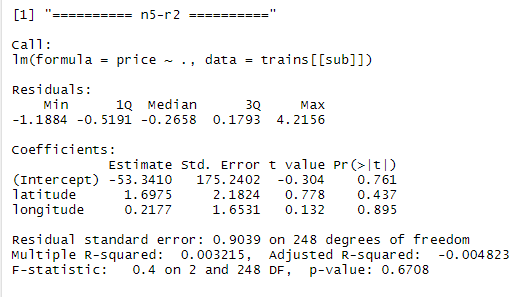 [1] "========== n5-r2 =========="
Call:
lm(formula = price ~ ., data = trains[[sub]])
Residuals:
Min 1Q Median 3Q Max
-1.1884 -0.5191 -0.2658 0.1793 4.2156
Coefficients:
Estimate Std. Error t value Pr(>|t|)
(Intercept) -53.3410 175.2402 -0.304 0.761
latitude 1.6975 2.1824 0.778 0.437
longitude 0.2177 1.6531 0.132 0.895
Residual standard error: 0.9039 on 248 degrees of freedom
Multiple R-squared: 0.003215, Adjusted R-squared: -0.004823
F-statistic: 0.4 on 2 and 248 DF, p-value: 0.6708